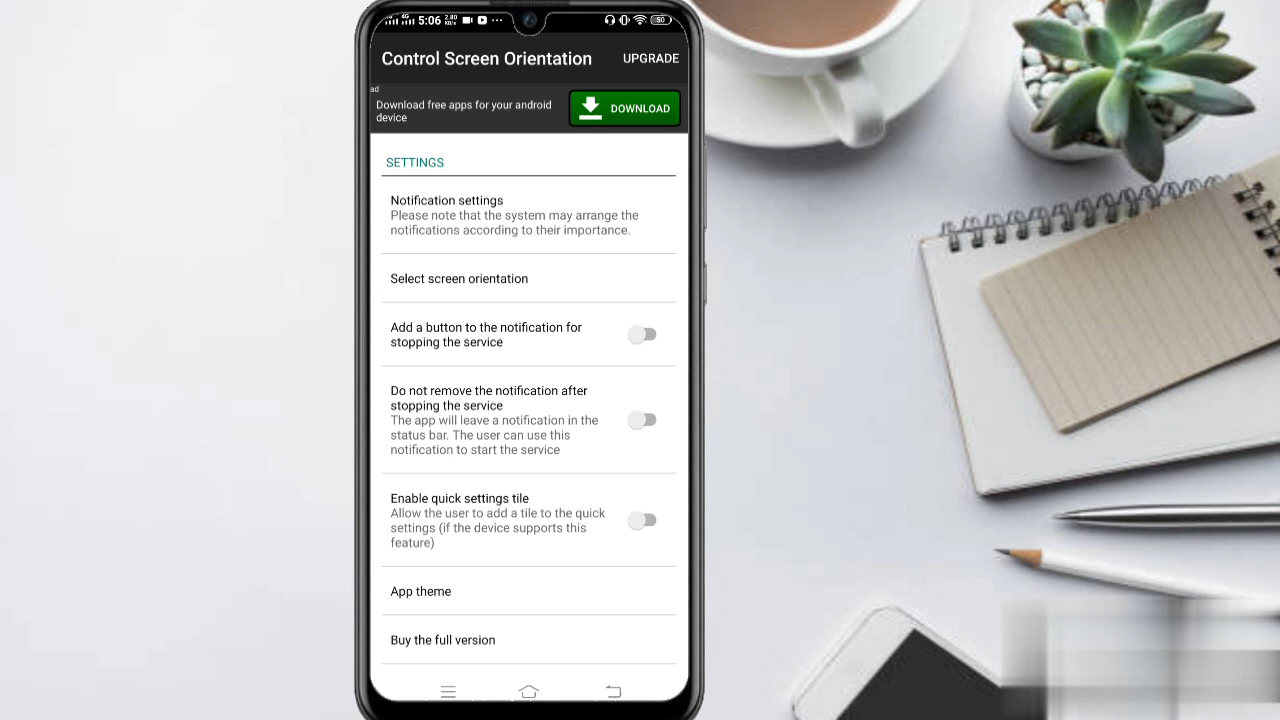 4G 5:06 2.80 KB/s 50
Control Screen Orientation UPGRADE
ad
Download free apps for your android
device
DOWNLOAD
SETTINGS
Notification settings
Please note that the system may arrange the
notifications according to their importance.
Select screen orientation
Add a button to the notification for
stopping the service
Do not remove the notification after
stopping the service
The app will leave a notification in the
status bar. The user can use this
notification to start the service
Enable quick settings tile
Allow the user to add a tile to the quick
settings (if the device supports this
feature)
App theme
Buy the full version